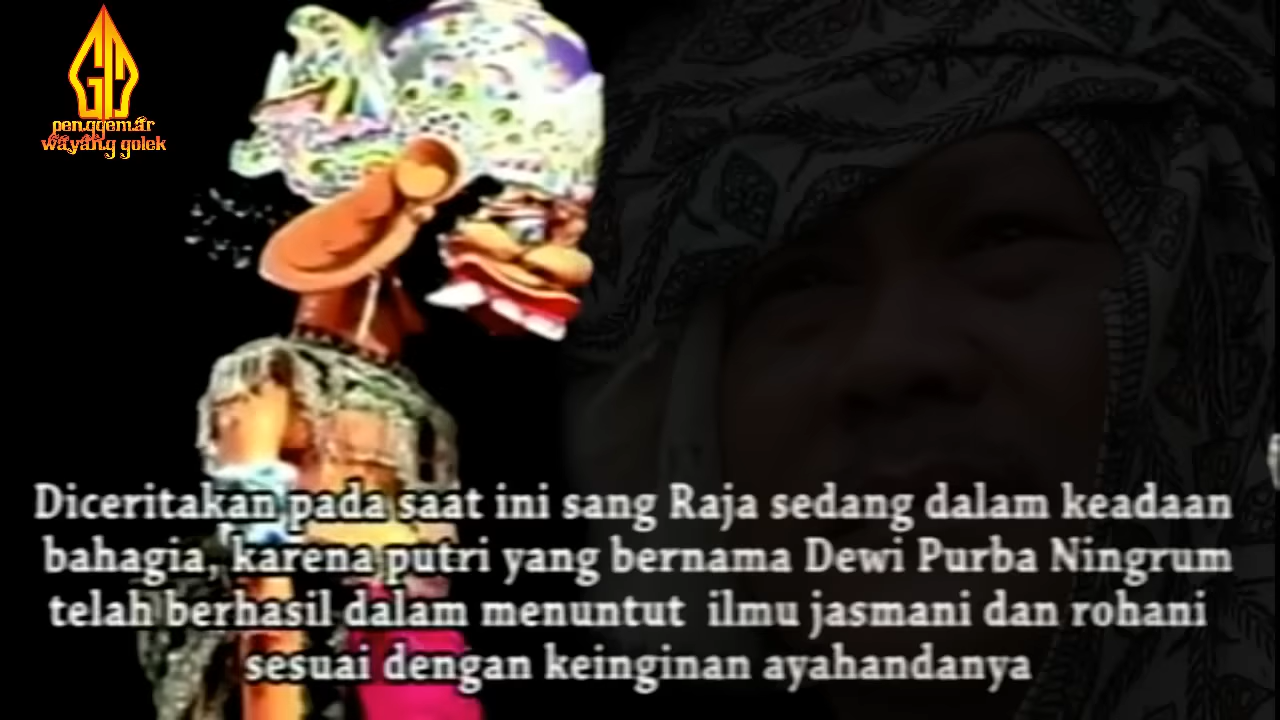 pen.ggem.ar
wayan.g golek
Diceritakan pada saat ini sang Raja sedang dalam keadaan
bahagia, karena putri yang bernama Dewi Purba Ningrum
telah berhasil dalam menuntut ilmu jasmani dan rohani
sesuai dengan keinginan ayahandanya